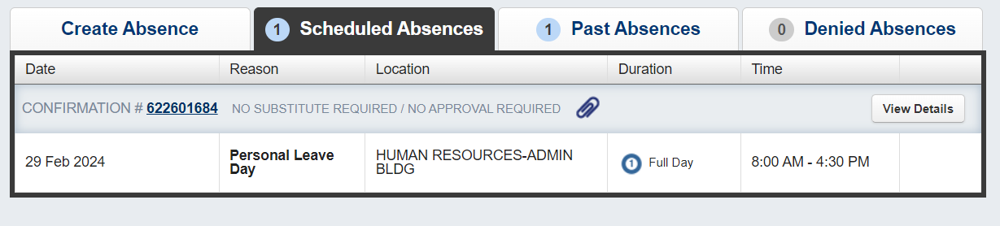 Create Absence
1 Scheduled Absences
1 Past Absences
0 Denied Absences
Date Reason Location Duration Time
CONFIRMATION # 622601684 NO SUBSTITUTE REQUIRED / NO APPROVAL REQUIRED View Details
29 Feb 2024
Personal Leave
Day
HUMAN RESOURCES-ADMIN
BLDG
1 Full Day
8:00 AM - 4:30 PM